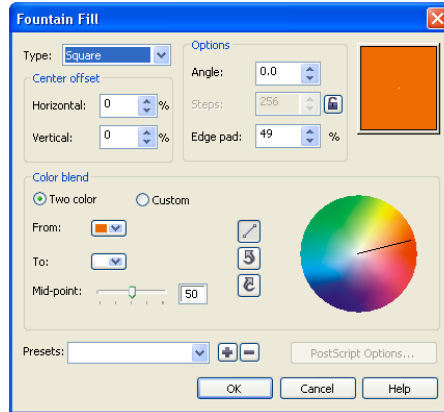 Fountain Fill
Type: Square
Options
Center offset
Angle: 0.0
Horizontal: 0 %
Steps: 256
Vertical: 0 %
Edge pad: 49 %
Color blend
Two color Custom
From:
To:
Mid-point: 50
Presets: PostScript Options...
OK Cancel Help